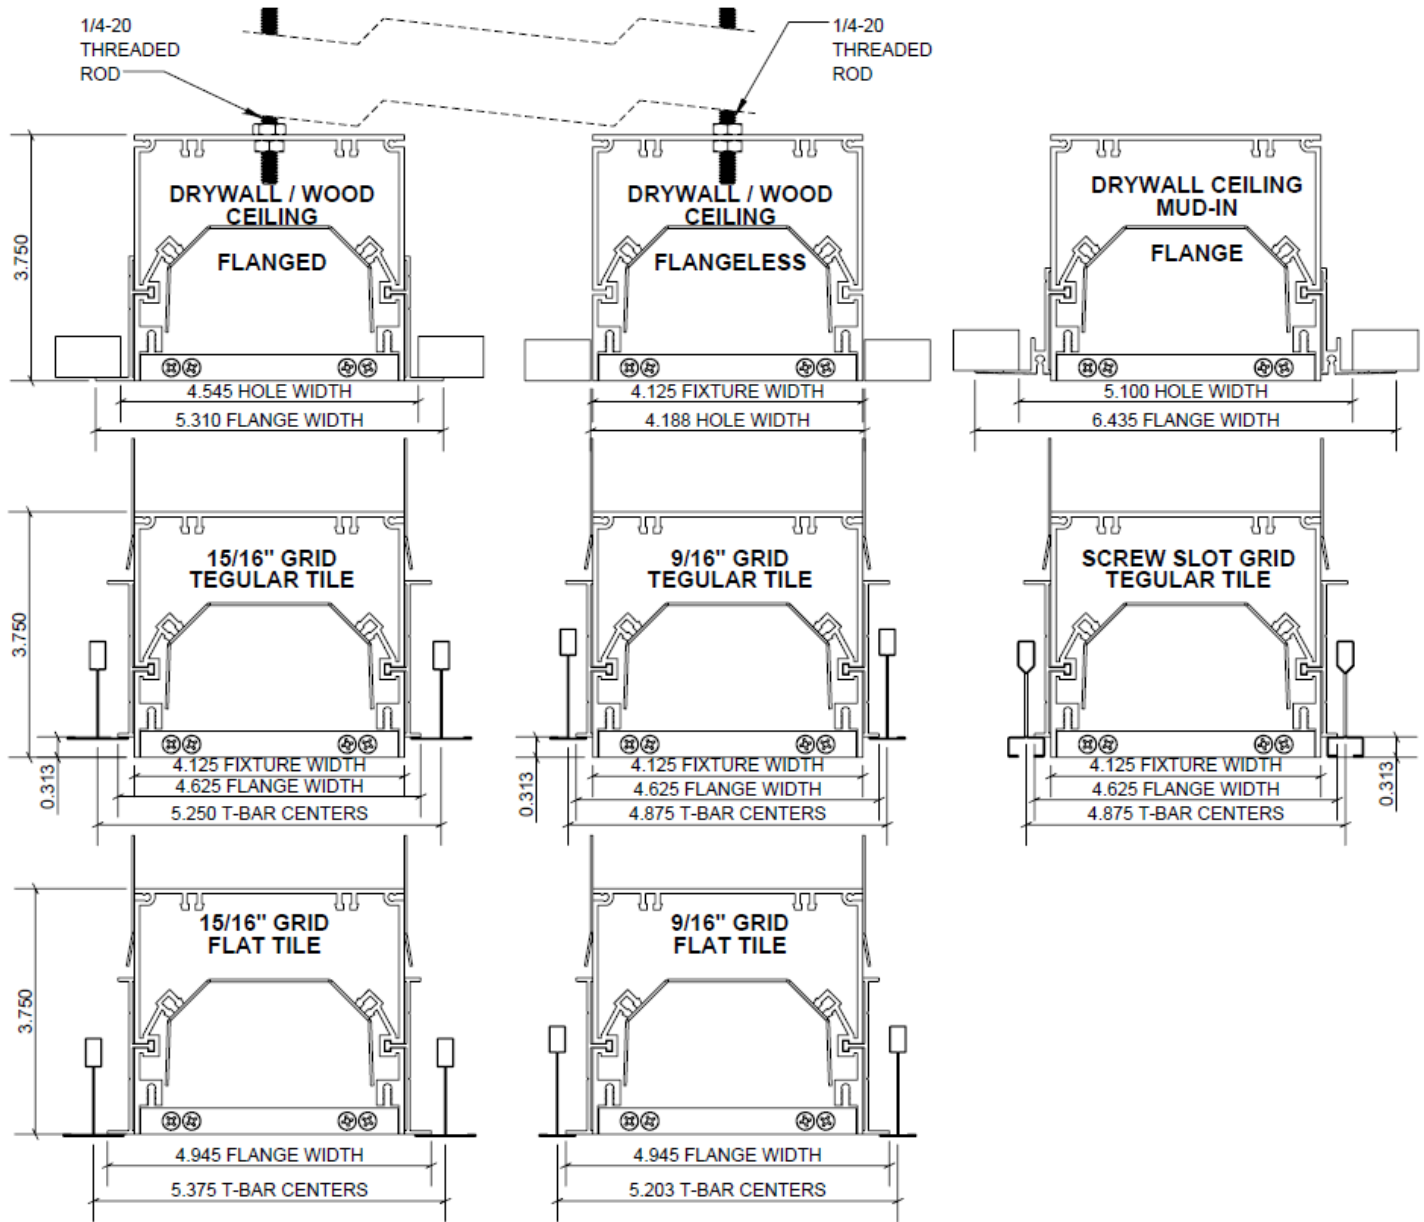 1/4-20
THREADED
ROD
1/4-20
THREADED
ROD
3.750
DRYWALL / WOOD
CEILING
FLANGED
4.545 HOLE WIDTH
5.310 FLANGE WIDTH
DRYWALL / WOOD
CEILING
FLANGELESS
4.125 FIXTURE WIDTH
4.188 HOLE WIDTH
DRYWALL CEILING
MUD-IN
FLANGE
5.100 HOLE WIDTH
6.435 FLANGE WIDTH
3.750
15/16" GRID
TEGULAR TILE
0.313
4.125 FIXTURE WIDTH
4.625 FLANGE WIDTH
5.250 T-BAR CENTERS
9/16" GRID
TEGULAR TILE
0.313
4.125 FIXTURE WIDTH
4.625 FLANGE WIDTH
4.875 T-BAR CENTERS
SCREW SLOT GRID
TEGULAR TILE
4.125 FIXTURE WIDTH
4.625 FLANGE WIDTH
4.875 T-BAR CENTERS
0.313
3.750
15/16" GRID
FLAT TILE
4.945 FLANGE WIDTH
5.375 T-BAR CENTERS
9/16" GRID
FLAT TILE
4.945 FLANGE WIDTH
5.203 T-BAR CENTERS